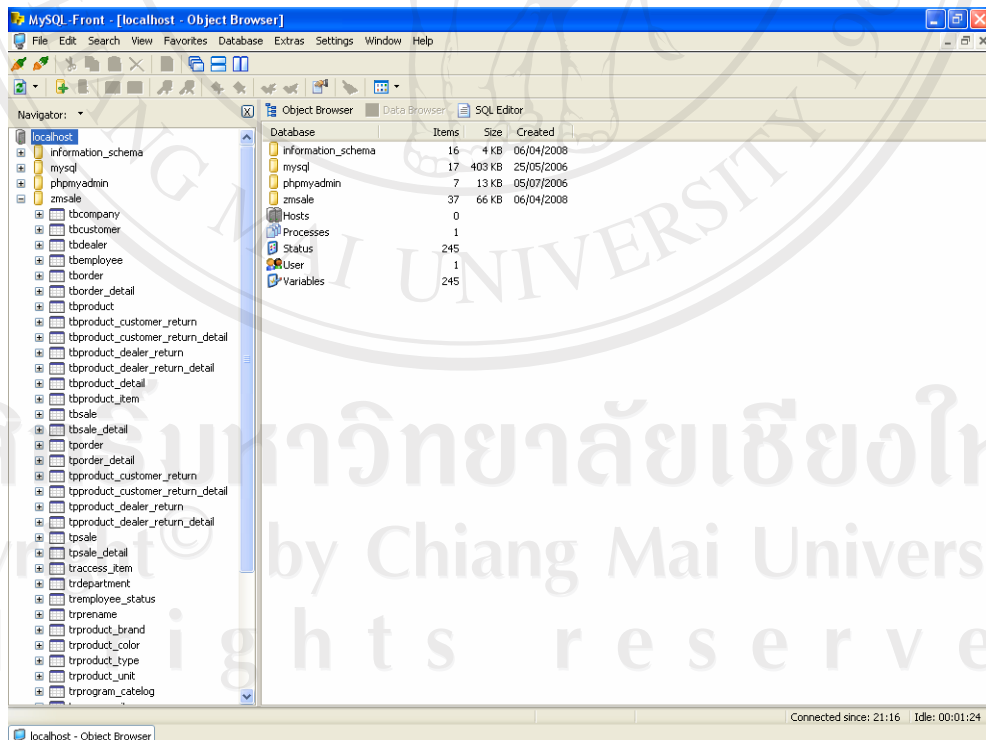 MySQL-Front - [localhost - Object Browser]
File Edit Search View Favorites Database Extras Settings Window Help
Navigator:
Object Browser Data Browser SQL Editor
localhost
information_schema
mysql
phpmyadmin
zmsale
tbcompany
tbcustomer
tbdealer
tbemployee
tborder
tborder_detail
tbproduct
tbproduct_customer_return
tbproduct_customer_return_detail
tbproduct_dealer_return
tbproduct_dealer_return_detail
tbproduct_detail
tbproduct_item
tbsale
tbsale_detail
tporder
tporder_detail
tpproduct_customer_return
tpproduct_customer_return_detail
tpproduct_dealer_return
tpproduct_dealer_return_detail
tpsale
tpsale_detail
traccess_item
trdepartment
tremployee_status
trprename
trproduct_brand
trproduct_color
trproduct_type
trproduct_unit
trprogram_catelog
Database Items Size Created
information_schema 16 4 KB 06/04/2008
mysql 17 403 KB 25/05/2006
phpmyadmin 7 13 KB 05/07/2006
zmsale 37 66 KB 06/04/2008
Hosts 0
Processes 1
Status 245
User 1
Variables 245
ANG MAI UNIVERSITY
มหาวิทยาลัยเชียงให
© by Chiang Mai Univers
ights reserve
Connected since: 21:16 Idle: 00:01:24
localhost - Object Browser